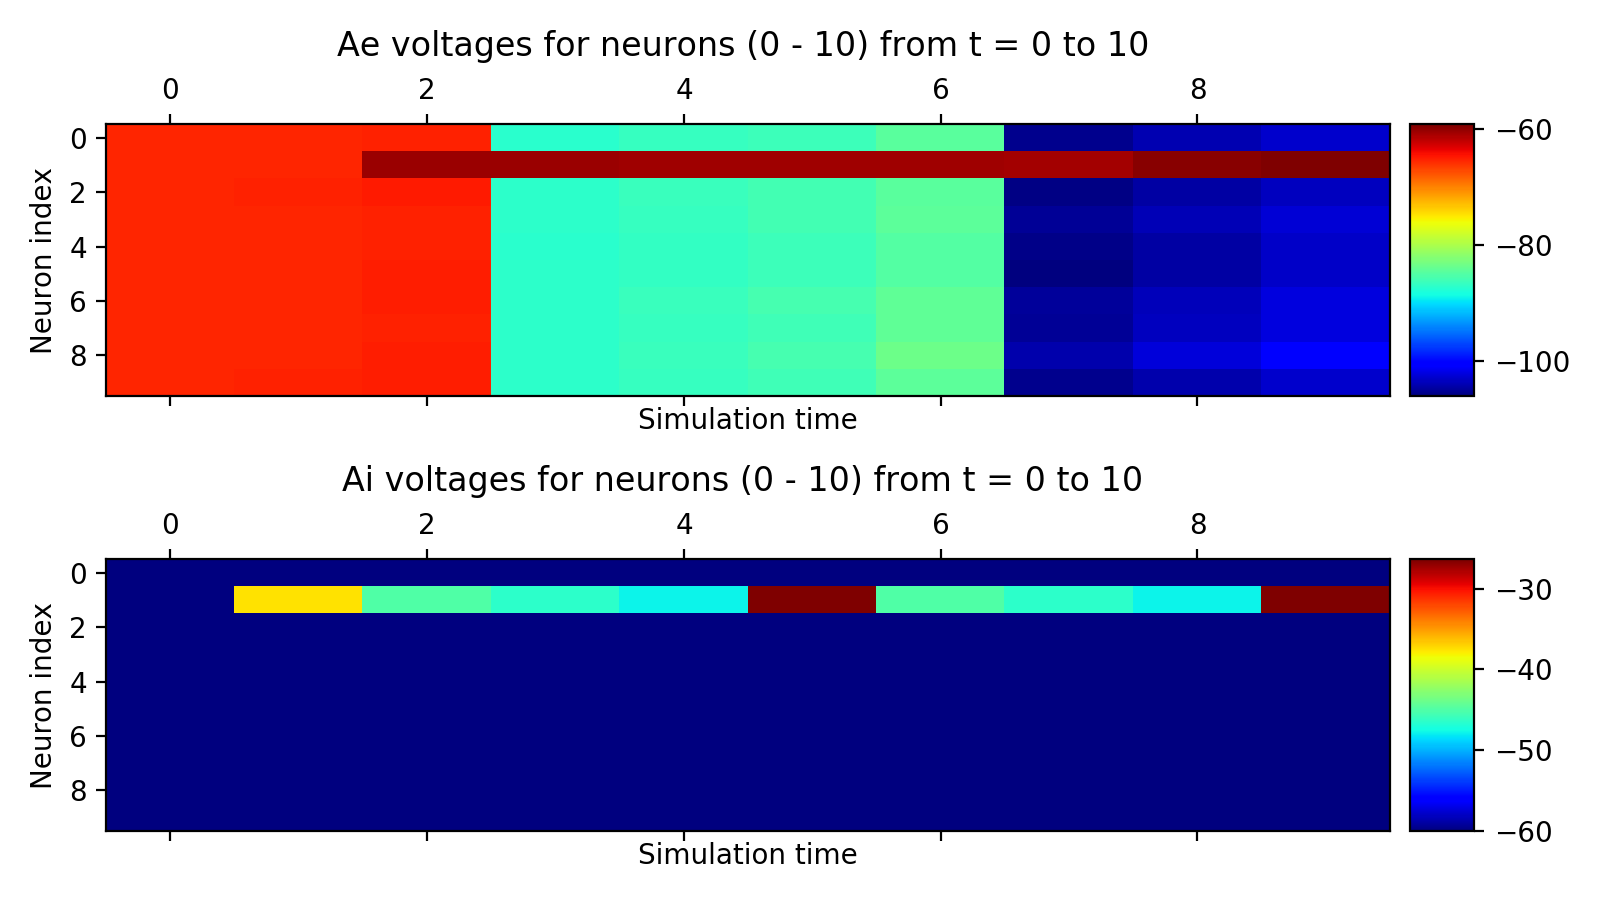 Ae voltages for neurons (0 - 10) from t = 0 to 10
0 2 4 6 8
Neuron index
0
2
4
6
8
−60
−80
−100
Simulation time
Ai voltages for neurons (0 - 10) from t = 0 to 10
0 2 4 6 8
Neuron index
0
2
4
6
8
−30
−40
−50
−60
Simulation time